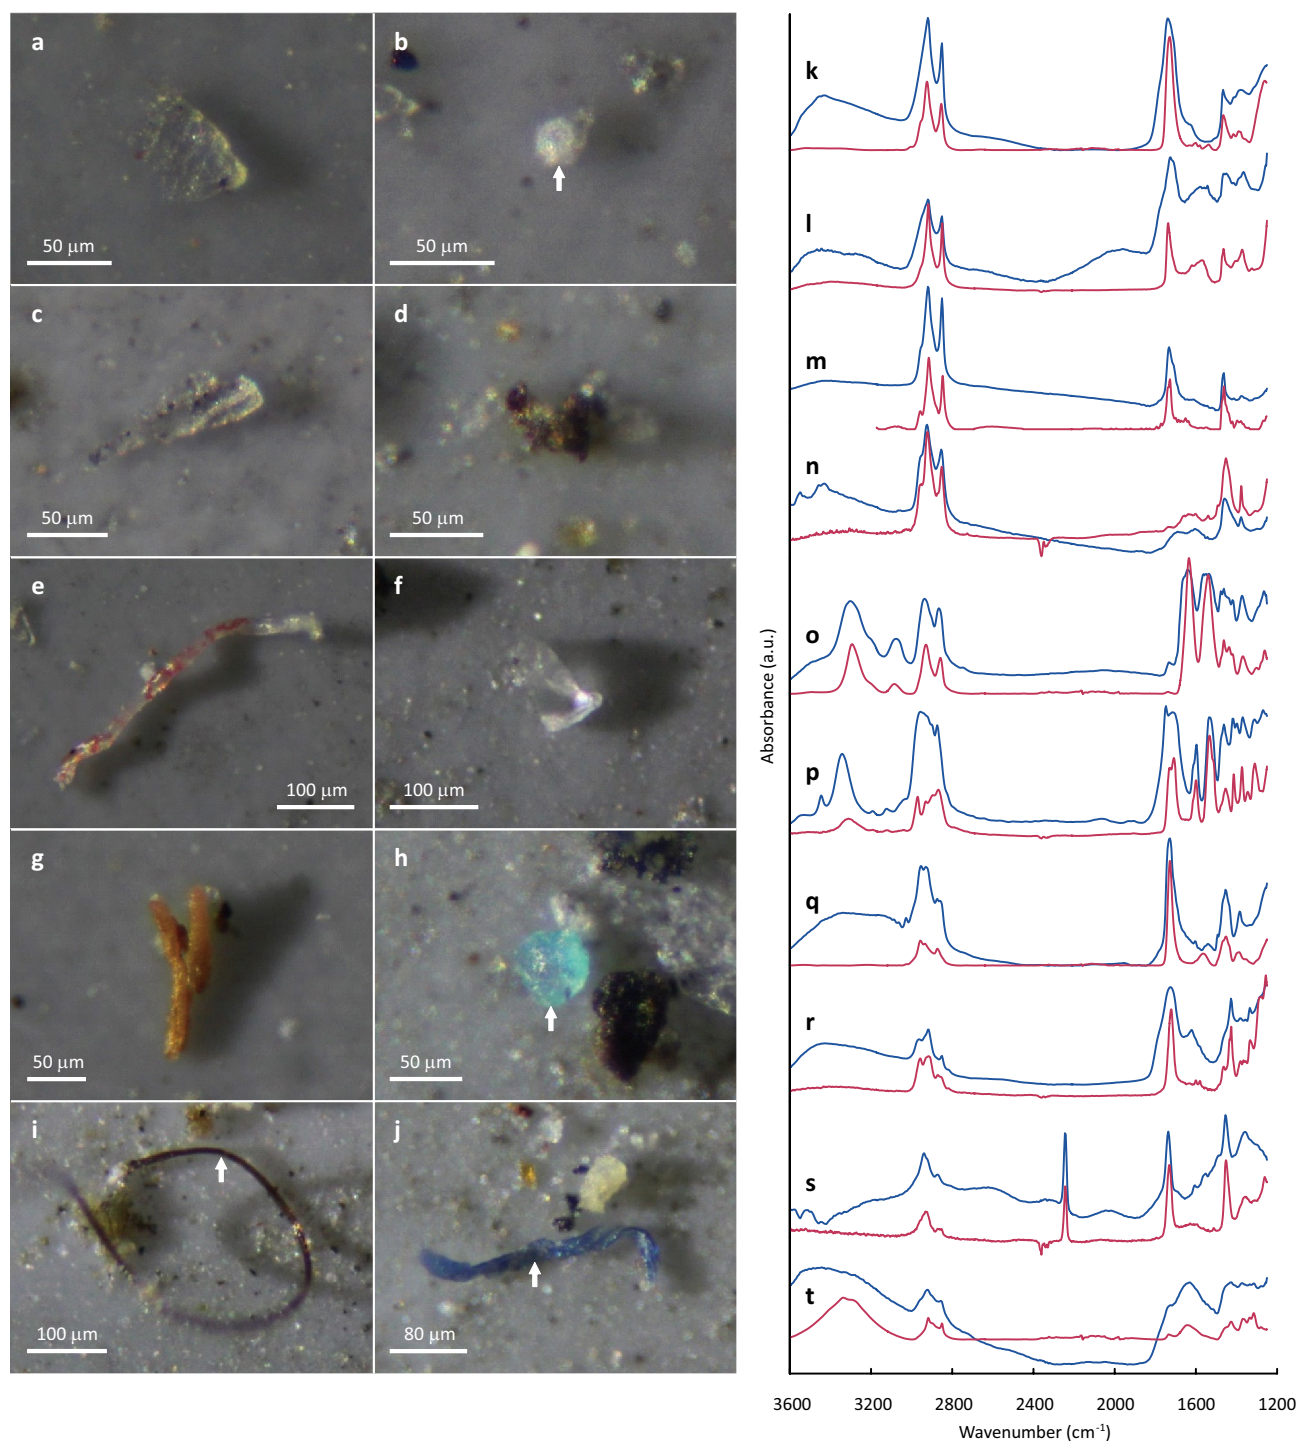 a
b
50 µm
50 µm
c
d
50 µm
50 µm
e
f
100 µm
100 µm
g
h
50 µm
50 µm
i
j
100 µm
80 µm
k
l
m
n
o
p
q
r
s
t
Absorbance (a.u.)
3600 3200 2800 2400 2000 1600 1200
Wavenumber (cm⁻¹)